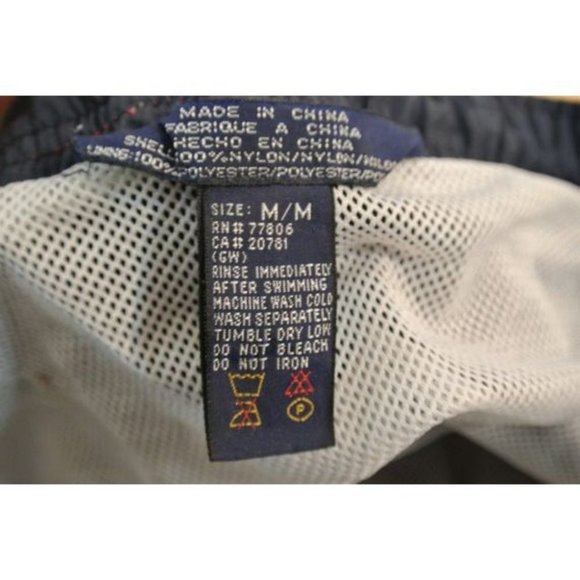 MADE IN CHINA
FABRIQUE A CHINA
HECHO EN CHINA
SHELL 100% NYLON/NYLON/
LINING:100% POLYESTER/POLYESTER/
SIZE: M/M
RN# 77806
CA# 20781
(GW)
RINSE IMMEDIATELY
AFTER SWIMMING
MACHINE WASH COLD
WASH SEPARATELY
TUMBLE DRY LOW
DO NOT BLEACH
DO NOT IRON
P